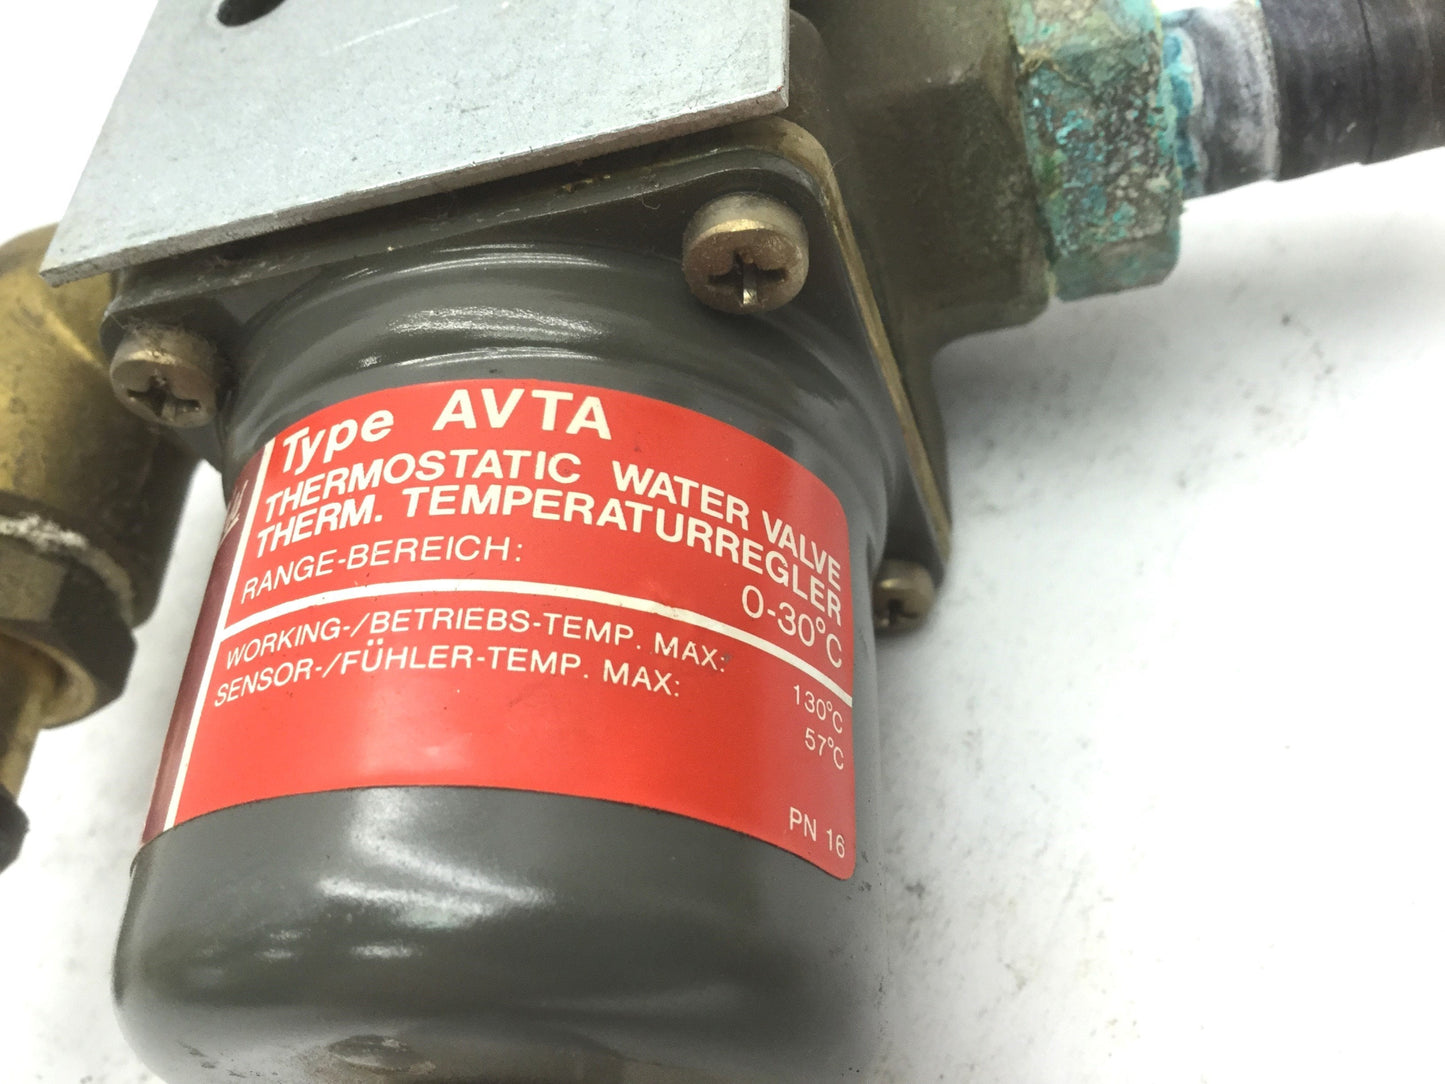 Type AVTA
THERMOSTATIC WATER VALVE
THERM. TEMPERATURREGLER
RANGE-BEREICH: 0-30°C
WORKING-/BETRIEBS-TEMP. MAX: 130°C
SENSOR-/FÜHLER-TEMP. MAX: 57°C
PN 16